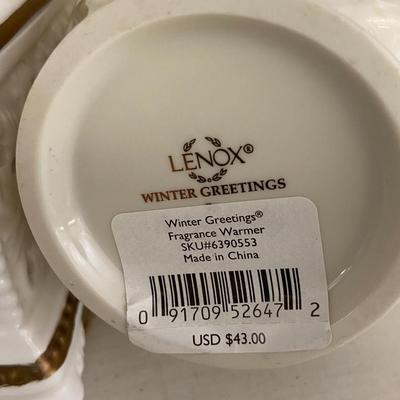 LENOX®
WINTER GREETINGS
Winter Greetings®
Fragrance Warmer
SKU#6390553
Made in China
0 91709 52647 2
USD $43.00